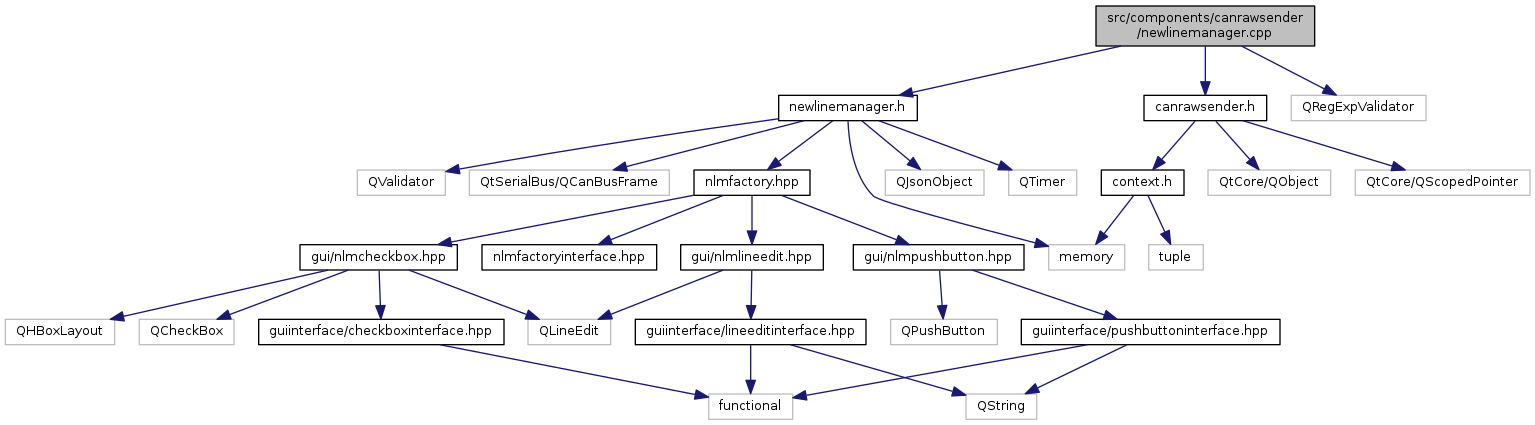 src/components/canrawsender
/newlinemanager.cpp
newlinemanager.h
canrawsender.h
QRegExpValidator
QValidator
QtSerialBus/QCanBusFrame
nlmfactory.hpp
QJsonObject
QTimer
context.h
QtCore/QObject
QtCore/QScopedPointer
gui/nlmcheckbox.hpp
nlmfactoryinterface.hpp
gui/nlmlineedit.hpp
gui/nlmpushbutton.hpp
memory
tuple
QHBoxLayout
QCheckBox
guiinterface/checkboxinterface.hpp
QLineEdit
guiinterface/lineeditinterface.hpp
QPushButton
guiinterface/pushbuttoninterface.hpp
functional
QString